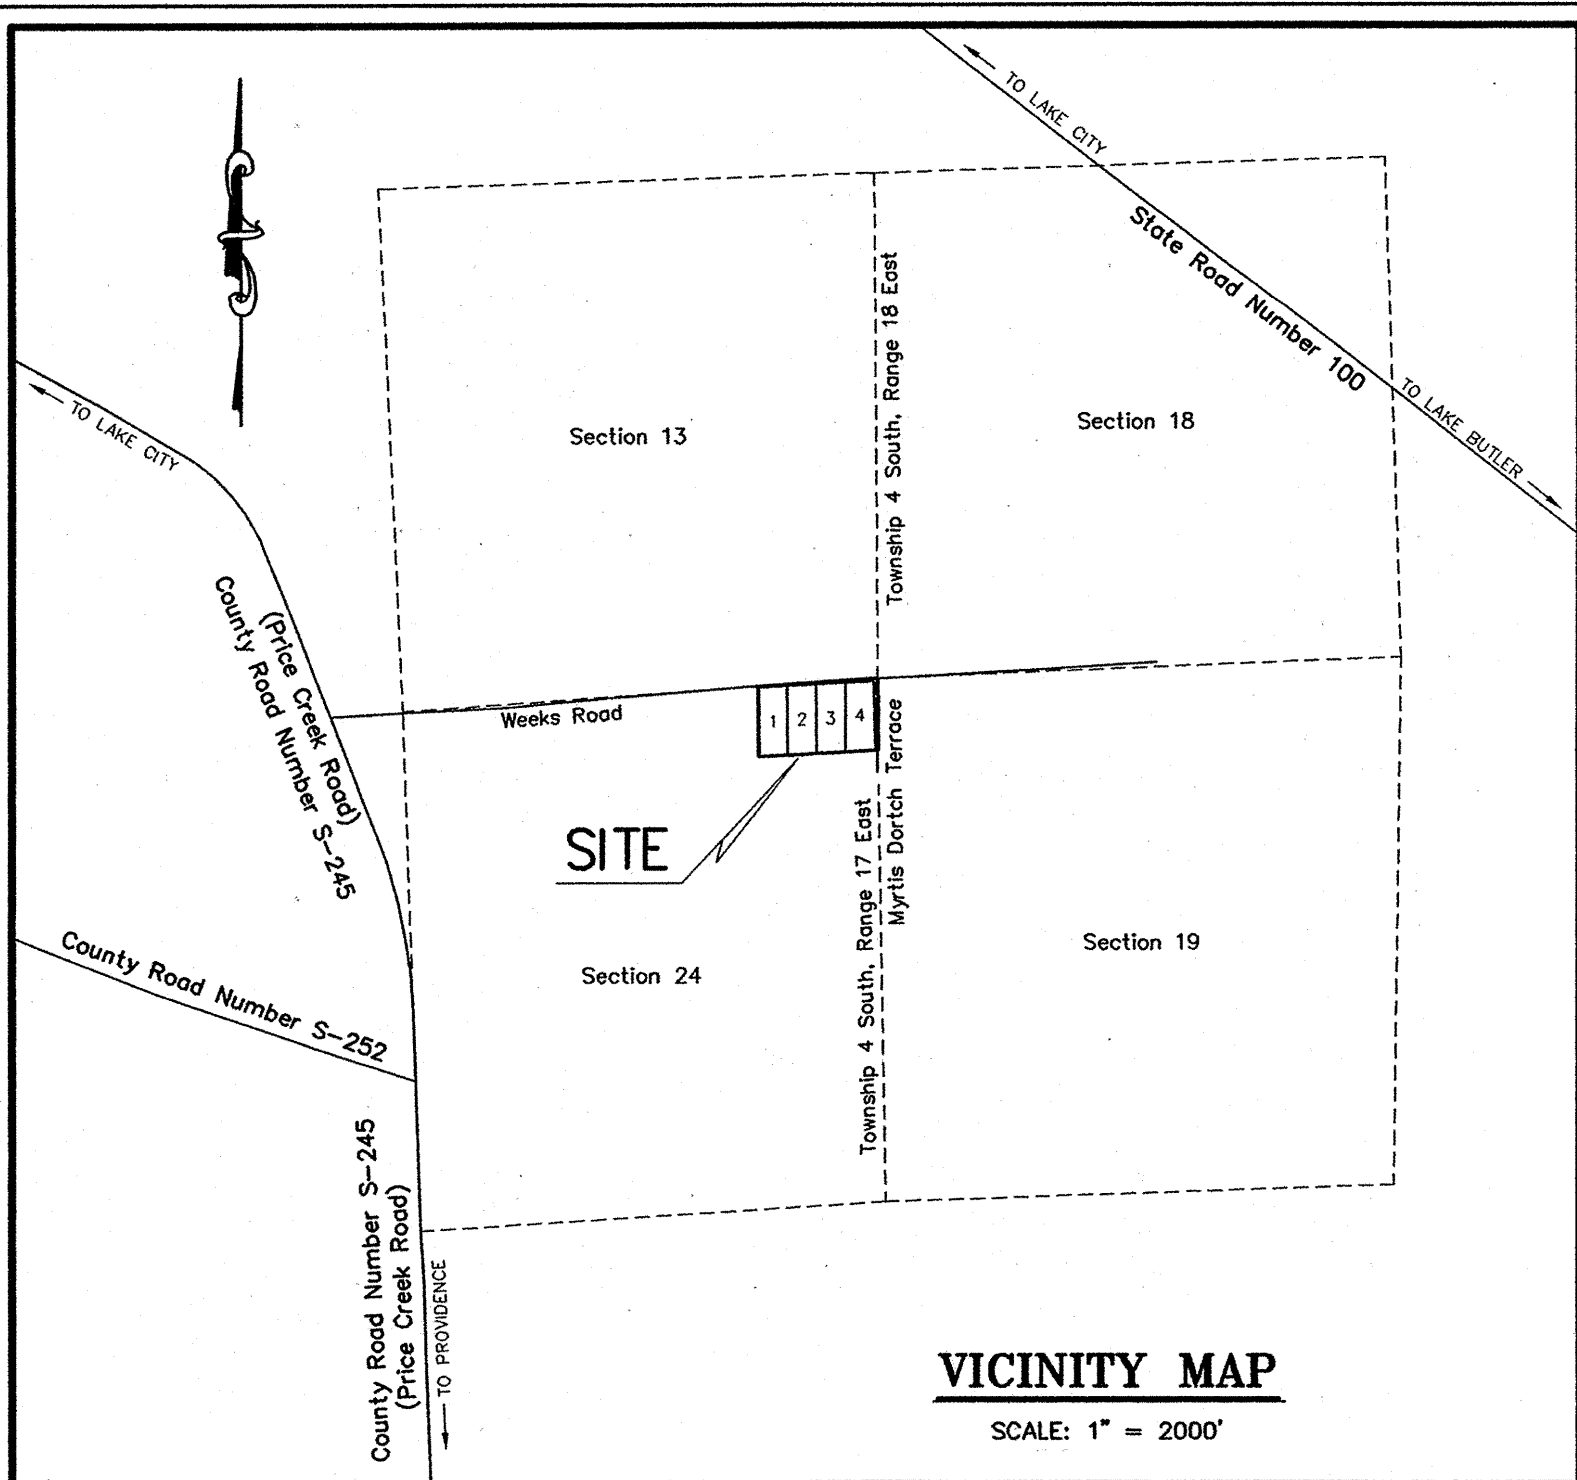 TO LAKE CITY
State Road Number 100
TO LAKE BUTLER
Township 4 South, Range 18 East
Section 13
Section 18
TO LAKE CITY
(Price Creek Road)
County Road Number S-245
Weeks Road
1 2 3 4
Myrtis Dortch Terrace
SITE
Township 4 South, Range 17 East
Section 24
Section 19
County Road Number S-252
County Road Number S-245
(Price Creek Road)
TO PROVIDENCE
VICINITY MAP
SCALE: 1" = 2000'